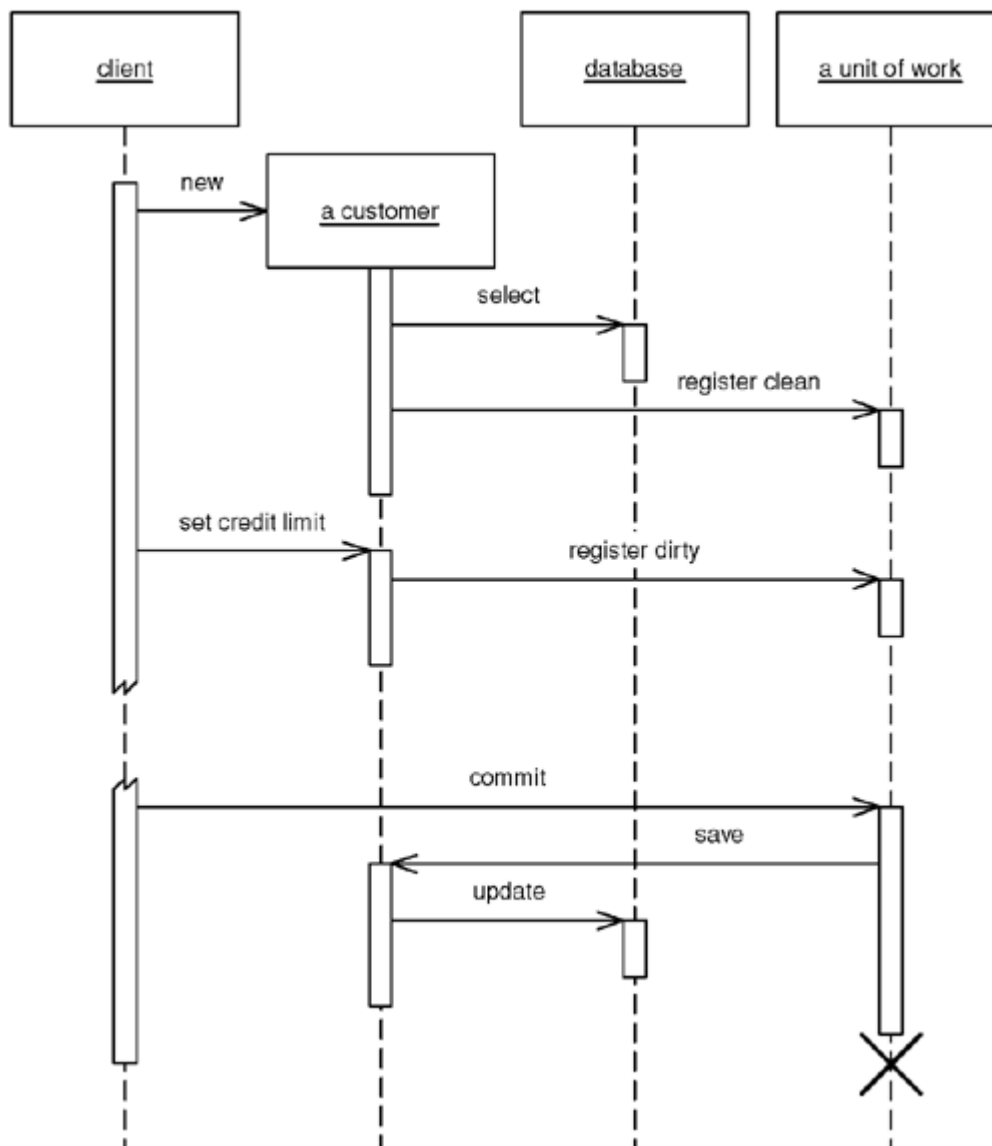 client
database
a unit of work
new
a customer
select
register clean
set credit limit
register dirty
commit
save
update